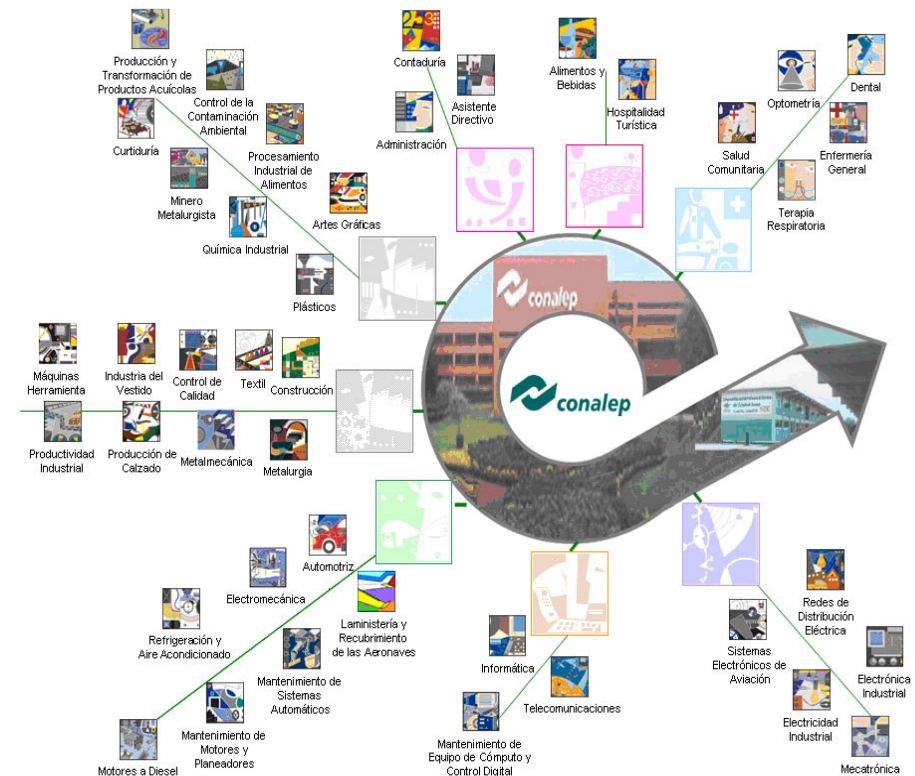 Producción y
Transformación de
Productos Acuícolas
Control de la
Contaminación
Ambiental
Curtiduría
Procesamiento
Industrial de
Alimentos
Minero
Metalurgista
Química Industrial
Artes Gráficas
Plásticos
Contaduría
Asistente
Directivo
Administración
Alimentos y
Bebidas
Hospitalidad
Turística
Optometría
Dental
Salud
Comunitaria
Enfermería
General
Terapia
Respiratoria
conalep
conalep
Máquinas
Herramienta
Industria del
Vestido
Control de
Calidad
Textil
Construcción
Productividad
Industrial
Producción de
Calzado
Metalmecánica
Metalurgia
Automotriz
Electromecánica
Laministería y
Recubrimiento
de las Aeronaves
Refrigeración y
Aire Acondicionado
Mantenimiento de
Sistemas
Automáticos
Mantenimiento de
Motores y
Planeadores
Motores a Diesel
Informática
Telecomunicaciones
Mantenimiento de
Equipo de Cómputo y
Control Digital
Redes de
Distribución
Eléctrica
Sistemas
Electrónicos de
Aviación
Electrónica
Industrial
Electricidad
Industrial
Mecatrónica